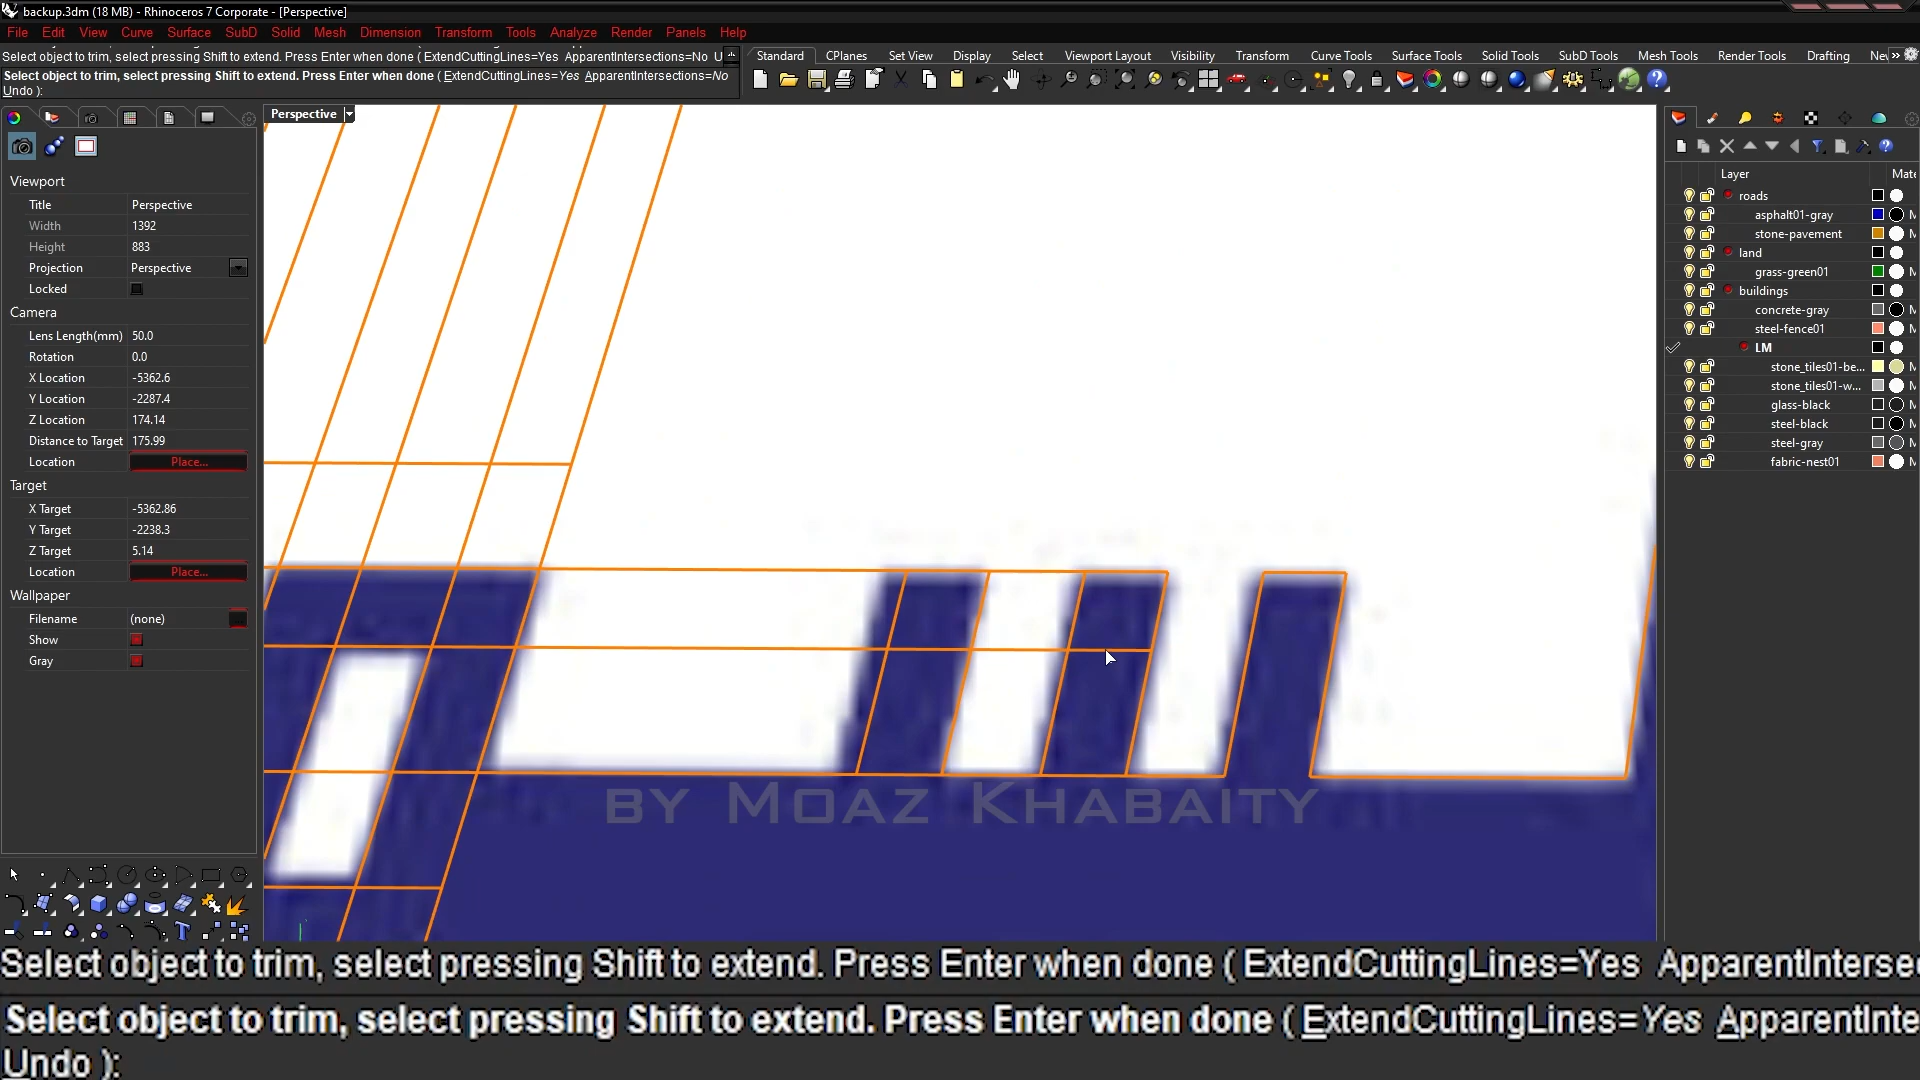 backup.3dm (18 MB) - Rhinoceros 7 Corporate - [Perspective]
File Edit View Curve Surface SubD Solid Mesh Dimension Transform Tools Analyze Render Panels Help
Select object to trim, select pressing Shift to extend. Press Enter when done ( ExtendCuttingLines=Yes ApparentIntersections=No U
Select object to trim, select pressing Shift to extend. Press Enter when done ( ExtendCuttingLines=Yes ApparentIntersections=No
Undo ):
Standard CPlanes Set View Display Select Viewport Layout Visibility Transform Curve Tools Surface Tools Solid Tools SubD Tools Mesh Tools Render Tools Drafting Nev »
Perspective
Viewport
Title Perspective
Width 1392
Height 883
Projection Perspective
Locked
Camera
Lens Length(mm) 50.0
Rotation 0.0
X Location -5362.6
Y Location -2287.4
Z Location 174.14
Distance to Target 175.99
Location Place...
Target
X Target -5362.86
Y Target -2238.3
Z Target 5.14
Location Place...
Wallpaper
Filename (none)
Show
Gray
Layer Mate
roads
asphalt01-gray M
stone-pavement M
land
grass-green01 M
buildings
concrete-gray M
steel-fence01 M
LM
stone_tiles01-be... M
stone_tiles01-w... M
glass-black M
steel-black M
steel-gray M
fabric-nest01 M
by Moaz Khabaity
Select object to trim, select pressing Shift to extend. Press Enter when done ( ExtendCuttingLines=Yes ApparentIntersec
Select object to trim, select pressing Shift to extend. Press Enter when done ( ExtendCuttingLines=Yes ApparentInte
Undo ):